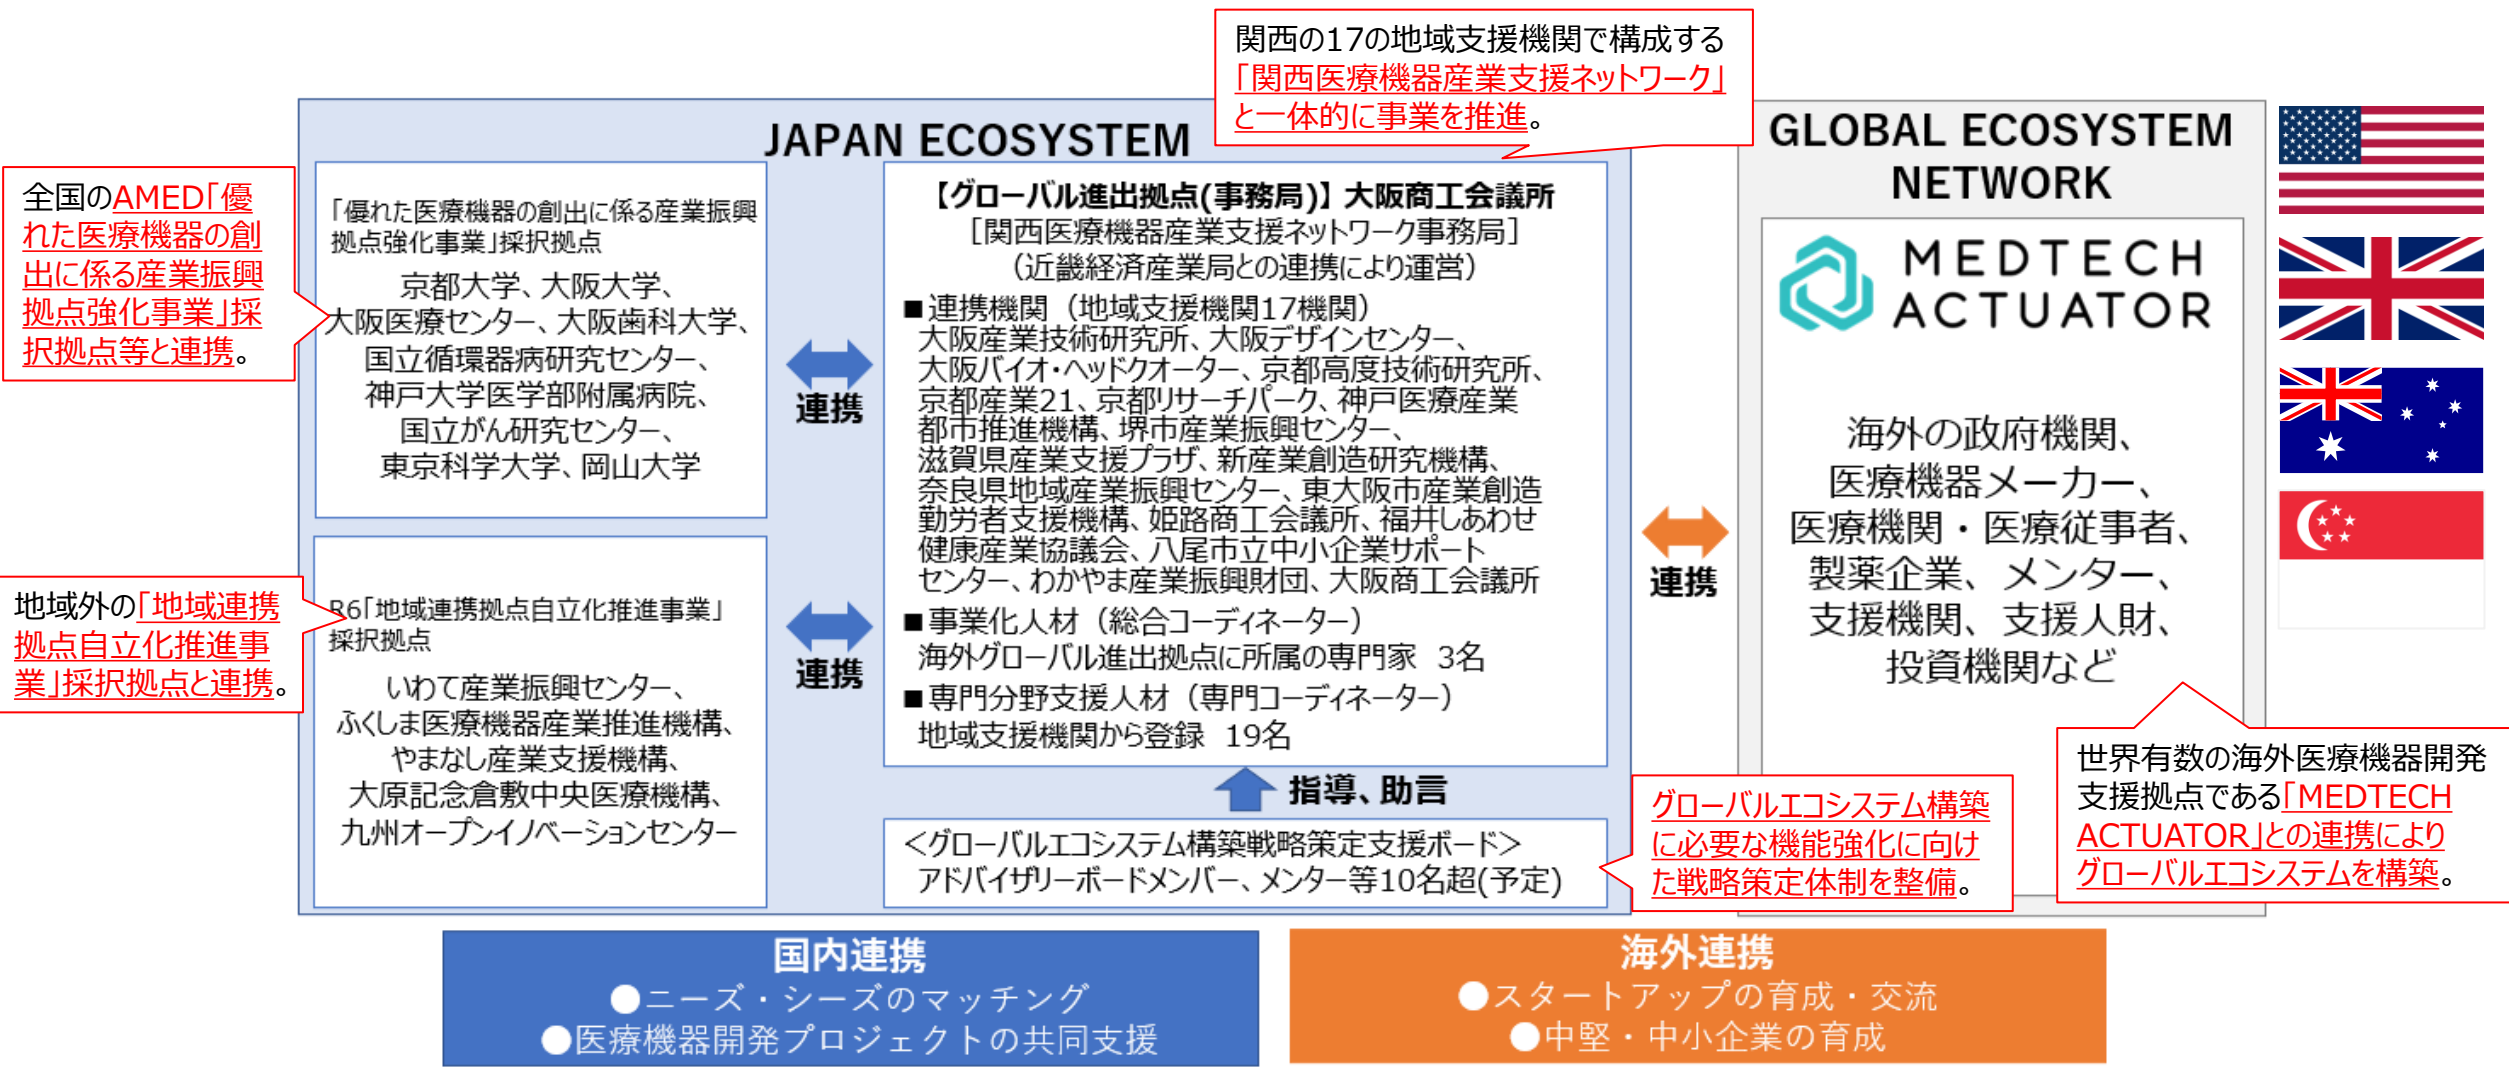 関西の17の地域支援機関で構成する
「関西医療機器産業支援ネットワーク」
と一体的に事業を推進。
JAPAN ECOSYSTEM
GLOBAL ECOSYSTEM
NETWORK
全国のAMED「優
れた医療機器の創
出に係る産業振興
拠点強化事業」採
択拠点等と連携。
「優れた医療機器の創出に係る産業振興
拠点強化事業」採択拠点
京都大学、大阪大学、
大阪医療センター、大阪歯科大学、
国立循環器病研究センター、
神戸大学医学部附属病院、
国立がん研究センター、
東京科学大学、岡山大学
地域外の「地域連携
拠点自立化推進事
業」採択拠点と連携。
R6「地域連携拠点自立化推進事業」
採択拠点
いわて産業振興センター、
ふくしま医療機器産業推進機構、
やまなし産業支援機構、
大原記念倉敷中央医療機構、
九州オープンイノベーションセンター
連携
連携
【グローバル進出拠点(事務局)】大阪商工会議所
［関西医療機器産業支援ネットワーク事務局］
（近畿経済産業局との連携により運営）
■連携機関（地域支援機関17機関）
大阪産業技術研究所、大阪デザインセンター、
大阪バイオ・ヘッドクオーター、京都高度技術研究所、
京都産業21、京都リサーチパーク、神戸医療産業
都市推進機構、堺市産業振興センター、
滋賀県産業支援プラザ、新産業創造研究機構、
奈良県地域産業振興センター、東大阪市産業創造
勤労者支援機構、姫路商工会議所、福井しあわせ
健康産業協議会、八尾市立中小企業サポート
センター、わかやま産業振興財団、大阪商工会議所
■事業化人材（総合コーディネーター）
海外グローバル進出拠点に所属の専門家 3名
■専門分野支援人材（専門コーディネーター）
地域支援機関から登録 19名
指導、助言
＜グローバルエコシステム構築戦略策定支援ボード＞
アドバイザリーボードメンバー、メンター等10名超(予定)
グローバルエコシステム構築
に必要な機能強化に向け
た戦略策定体制を整備。
連携
MEDTECH
ACTUATOR
海外の政府機関、
医療機器メーカー、
医療機関・医療従事者、
製薬企業、メンター、
支援機関、支援人財、
投資機関など
世界有数の海外医療機器開発
支援拠点である「MEDTECH
ACTUATOR」との連携により
グローバルエコシステムを構築。
国内連携
●ニーズ・シーズのマッチング
●医療機器開発プロジェクトの共同支援
海外連携
●スタートアップの育成・交流
●中堅・中小企業の育成